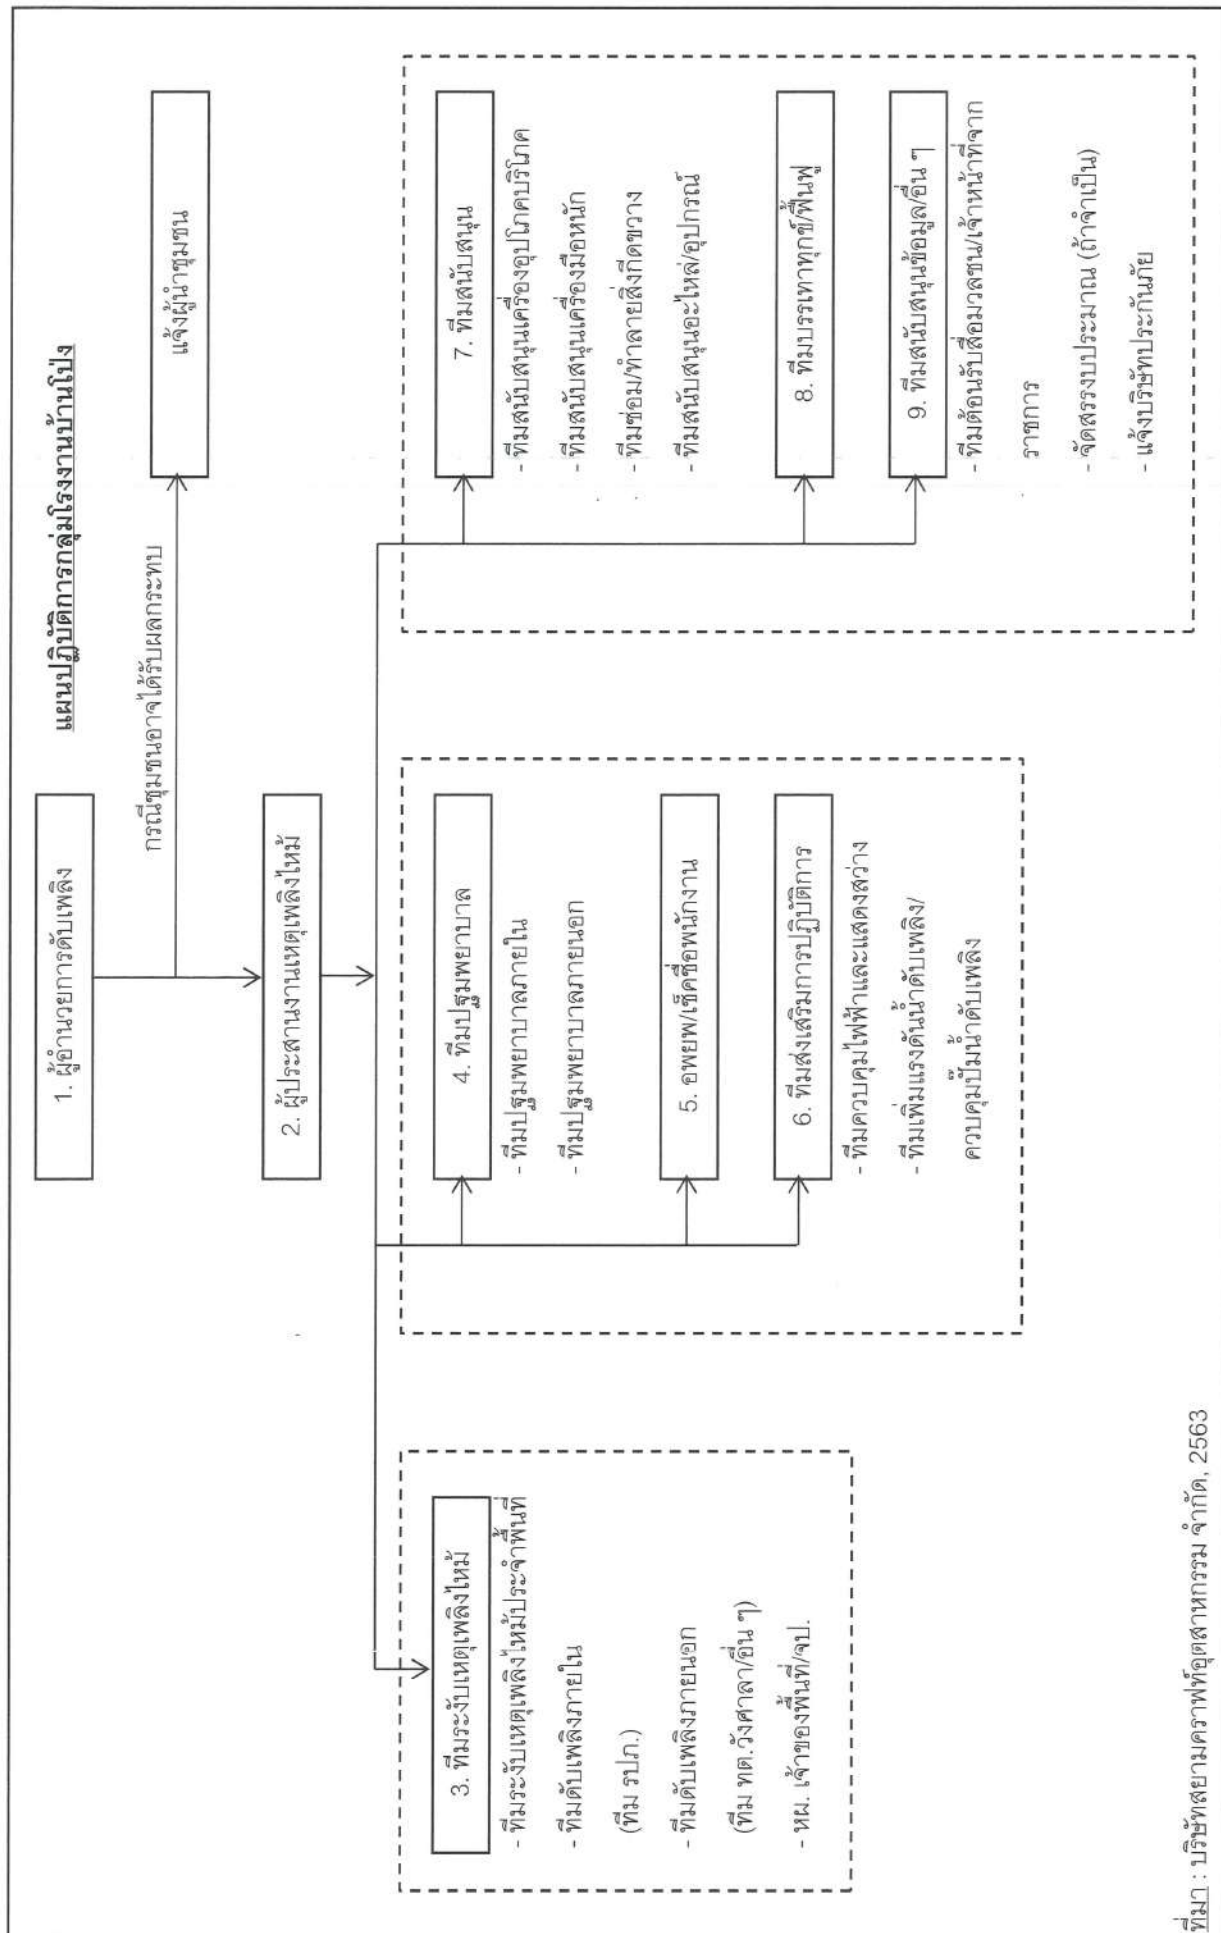 แผนปฏิบัติการกลุ่มโรงงานบ้านโป่ง
1. ผู้อำนวยการดับเพลิง
กรณีชุมชนอาจได้รับผลกระทบ
แจ้งผู้นำชุมชน
2. ผู้ประสานงานเหตุเพลิงไหม้
3. ทีมระงับเหตุเพลิงไหม้
- ทีมระงับเหตุเพลิงไหม้ประจำพื้นที่
- ทีมดับเพลิงภายใน
(ทีม รปภ.)
- ทีมดับเพลิงภายนอก
(ทีม ทต.วังศาลา/อื่น ๆ)
- หผ. เจ้าของพื้นที่/จป.
4. ทีมปฐมพยาบาล
- ทีมปฐมพยาบาลภายใน
- ทีมปฐมพยาบาลภายนอก
5. อพยพ/เช็คชื่อพนักงาน
6. ทีมส่งเสริมการปฏิบัติการ
- ทีมควบคุมไฟฟ้าและแสดงสว่าง
- ทีมเพิ่มแรงดันน้ำดับเพลิง/
ควบคุมปั๊มน้ำดับเพลิง
7. ทีมสนับสนุน
- ทีมสนับสนุนเครื่องอุปโภคบริโภค
- ทีมสนับสนุนเครื่องมือหนัก
- ทีมซ่อม/ทำลายสิ่งกีดขวาง
- ทีมสนับสนุนอะไหล่/อุปกรณ์
8. ทีมบรรเทาทุกข์/ฟื้นฟู
9. ทีมสนับสนุนข้อมูล/อื่น ๆ
- ทีมต้อนรับสื่อมวลชน/เจ้าหน้าที่จาก
ราชการ
- จัดสรรงบประมาณ (ถ้าจำเป็น)
- แจ้งบริษัทประกันภัย
ที่มา : บริษัทสยามคราฟท์อุตสาหกรรม จำกัด, 2563